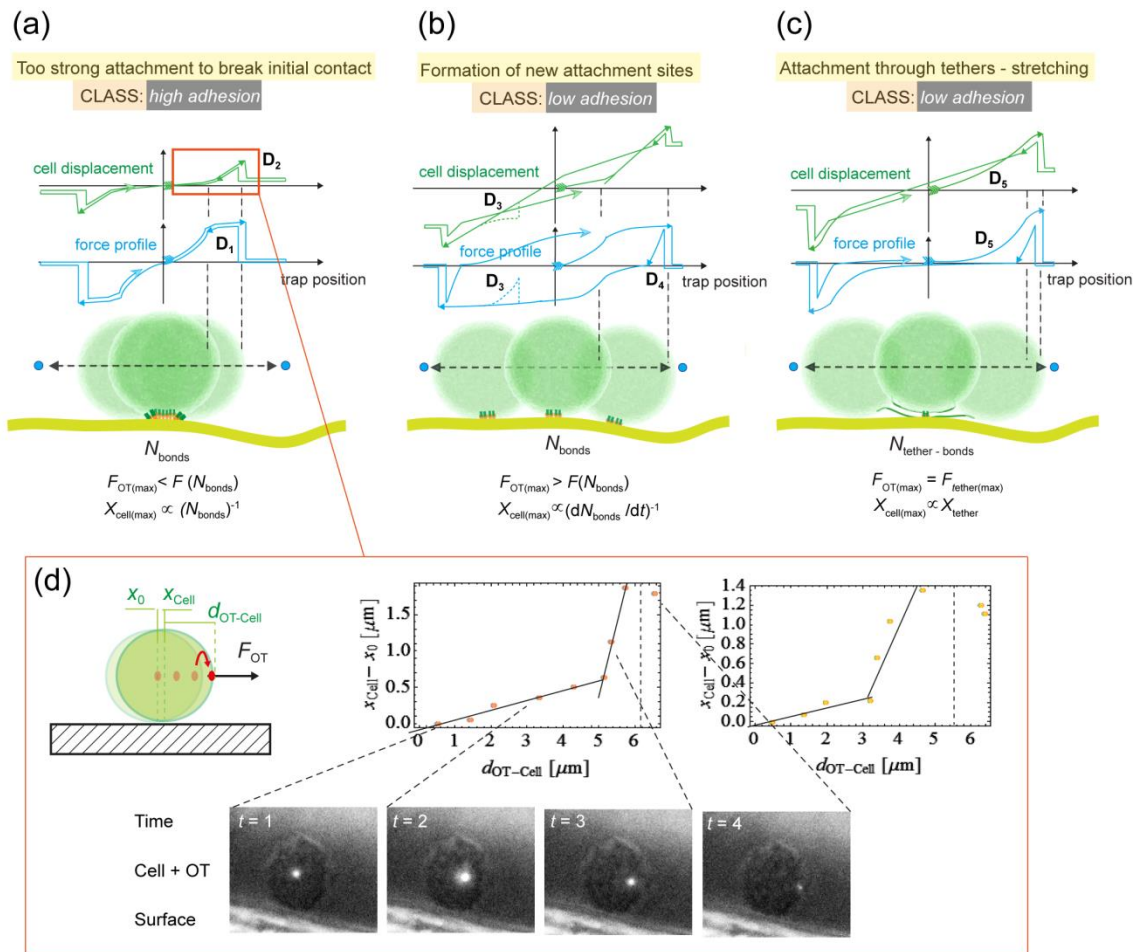 (a)
Too strong attachment to break initial contact
CLASS: high adhesion
cell displacement
D2
force profile
D1
trap position
Nbonds
FOT(max) < F (Nbonds)
Xcell(max) ∝ (Nbonds)-1
(b)
Formation of new attachment sites
CLASS: low adhesion
cell displacement
D3
force profile
D3
D4
trap position
Nbonds
FOT(max) > F(Nbonds)
Xcell(max) ∝ (dNbonds /dt)-1
(c)
Attachment through tethers - stretching
CLASS: low adhesion
cell displacement
D5
force profile
D5
trap position
Ntether - bonds
FOT(max) = Ftether(max)
Xcell(max) ∝ Xtether
(d)
x0
xCell
dOT-Cell
FOT
xCell – x0 [μm]
1.5
1.0
0.5
0.0
0 1 2 3 4 5 6
dOT–Cell [μm]
xCell – x0 [μm]
1.4
1.2
1.0
0.8
0.6
0.4
0.2
0.0
0 1 2 3 4 5 6
dOT–Cell [μm]
Time
t = 1
t = 2
t = 3
t = 4
Cell + OT
Surface